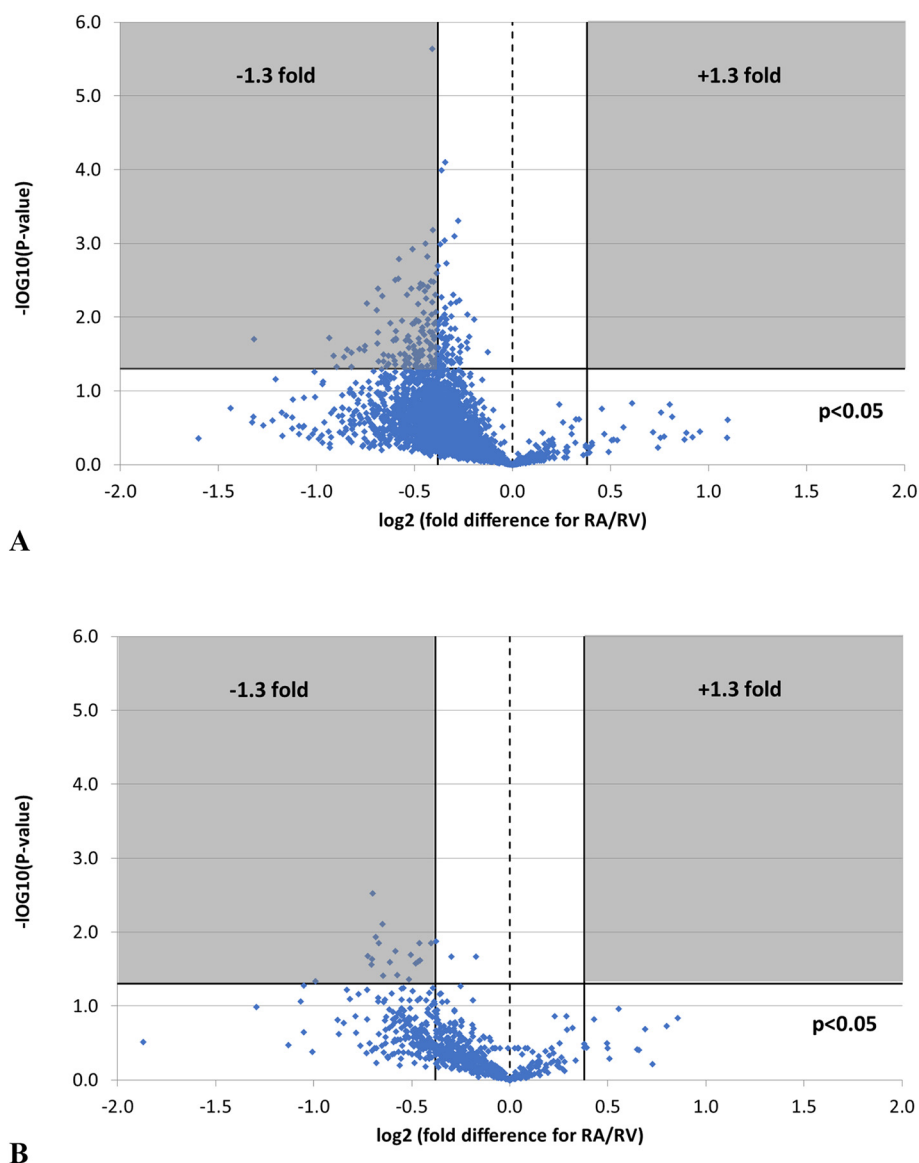 6.0
-1.3 fold
+1.3 fold
5.0
4.0
-lOG10(P-value)
3.0
2.0
1.0
p<0.05
0.0
-2.0 -1.5 -1.0 -0.5 0.0 0.5 1.0 1.5 2.0
log2 (fold difference for RA/RV)
A
6.0
-1.3 fold
+1.3 fold
5.0
4.0
-lOG10(P-value)
3.0
2.0
1.0
p<0.05
0.0
-2.0 -1.5 -1.0 -0.5 0.0 0.5 1.0 1.5 2.0
log2 (fold difference for RA/RV)
B